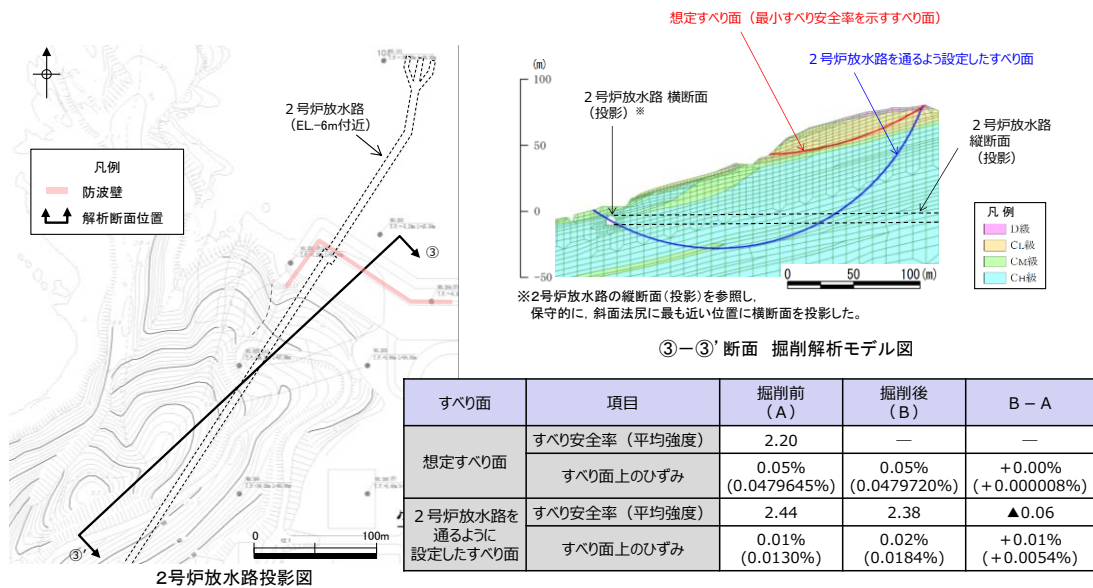 2号炉放水路
(EL.-6m付近)
凡例
防波壁
解析断面位置
③
③’
0
100m
2号炉放水路投影図
想定すべり面（最小すべり安全率を示すすべり面）
2号炉放水路を通るよう設定したすべり面
(m)
100
50
0
-50
2号炉放水路 横断面
（投影）※
2号炉放水路
縦断面
（投影）
凡 例
D級
CL級
CM級
CH級
0
50
100 (m)
※2号炉放水路の縦断面（投影）を参照し，
保守的に，斜面法尻に最も近い位置に横断面を投影した。
③－③’断面　掘削解析モデル図
すべり面 項目 掘削前（A） 掘削後（B） B－A
想定すべり面
すべり安全率（平均強度） 2.20 — —
すべり面上のひずみ 0.05% 0.05% +0.00%
(0.0479645%) (0.0479720%) (+0.000008%)
2号炉放水路を
通るように
設定したすべり面
すべり安全率（平均強度） 2.44 2.38 ▲0.06
すべり面上のひずみ 0.01% 0.02% +0.01%
(0.0130%) (0.0184%) (+0.0054%)